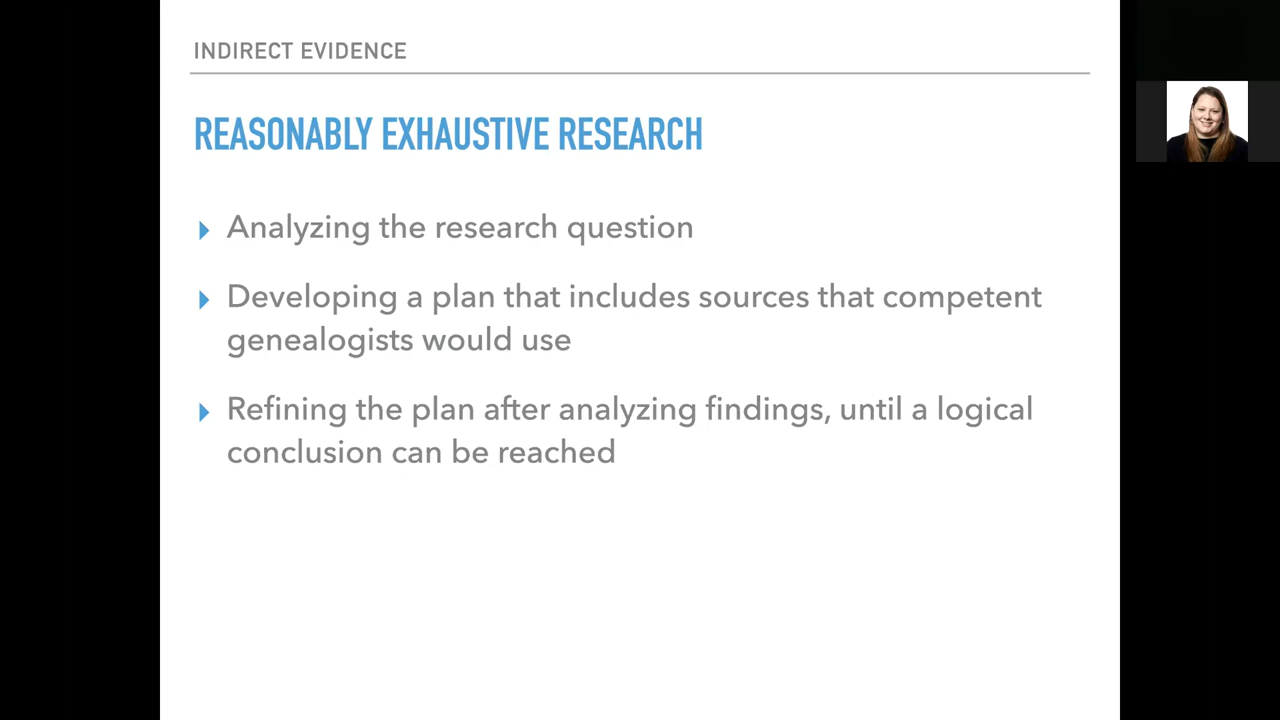 INDIRECT EVIDENCE
REASONABLY EXHAUSTIVE RESEARCH
Analyzing the research question
Developing a plan that includes sources that competent
genealogists would use
Refining the plan after analyzing findings, until a logical
conclusion can be reached